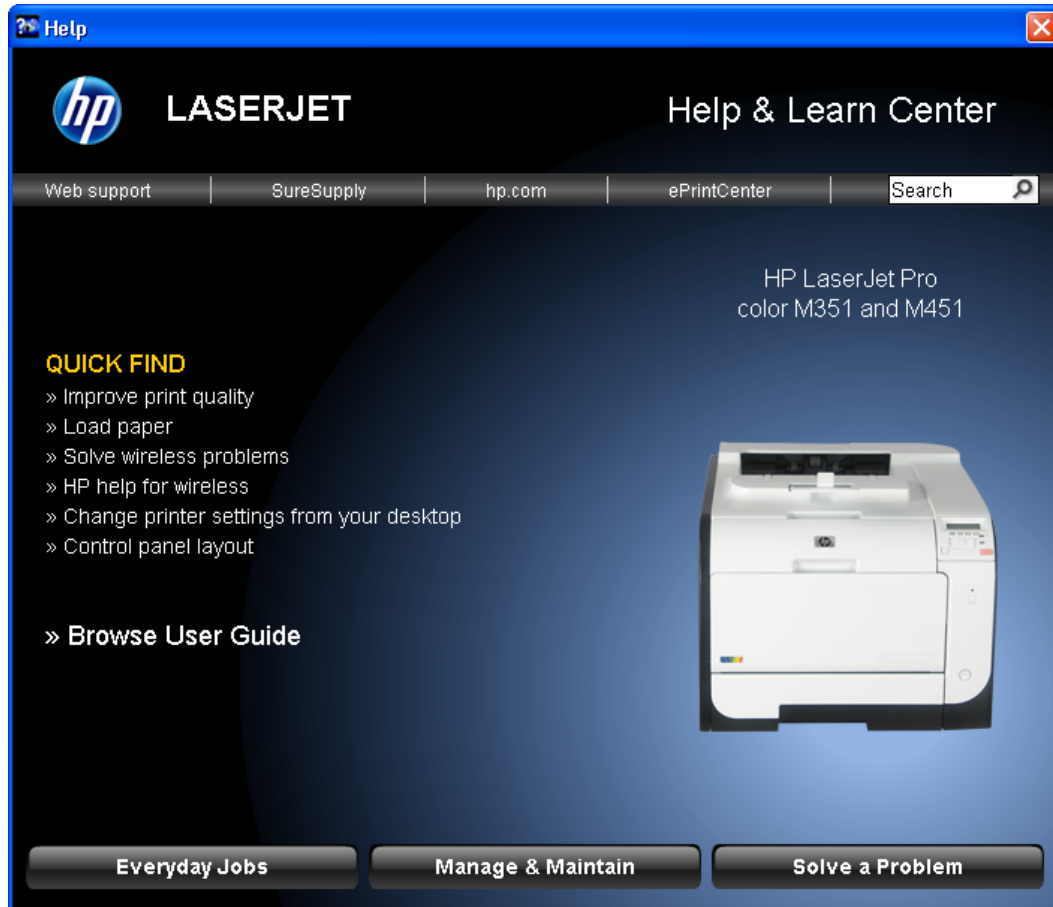 Help
hp LASERJET Help & Learn Center
Web support SureSupply hp.com ePrintCenter Search
HP LaserJet Pro
color M351 and M451
QUICK FIND
» Improve print quality
» Load paper
» Solve wireless problems
» HP help for wireless
» Change printer settings from your desktop
» Control panel layout
» Browse User Guide
Everyday Jobs Manage & Maintain Solve a Problem